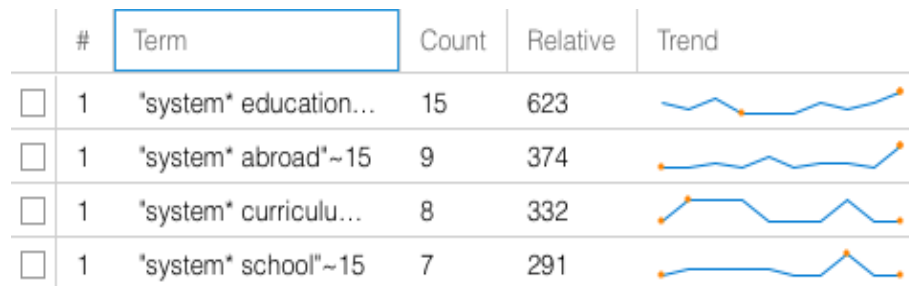 # Term Count Relative Trend
1 "system* education... 15 623
1 "system* abroad"~15 9 374
1 "system* curriculu... 8 332
1 "system* school"~15 7 291